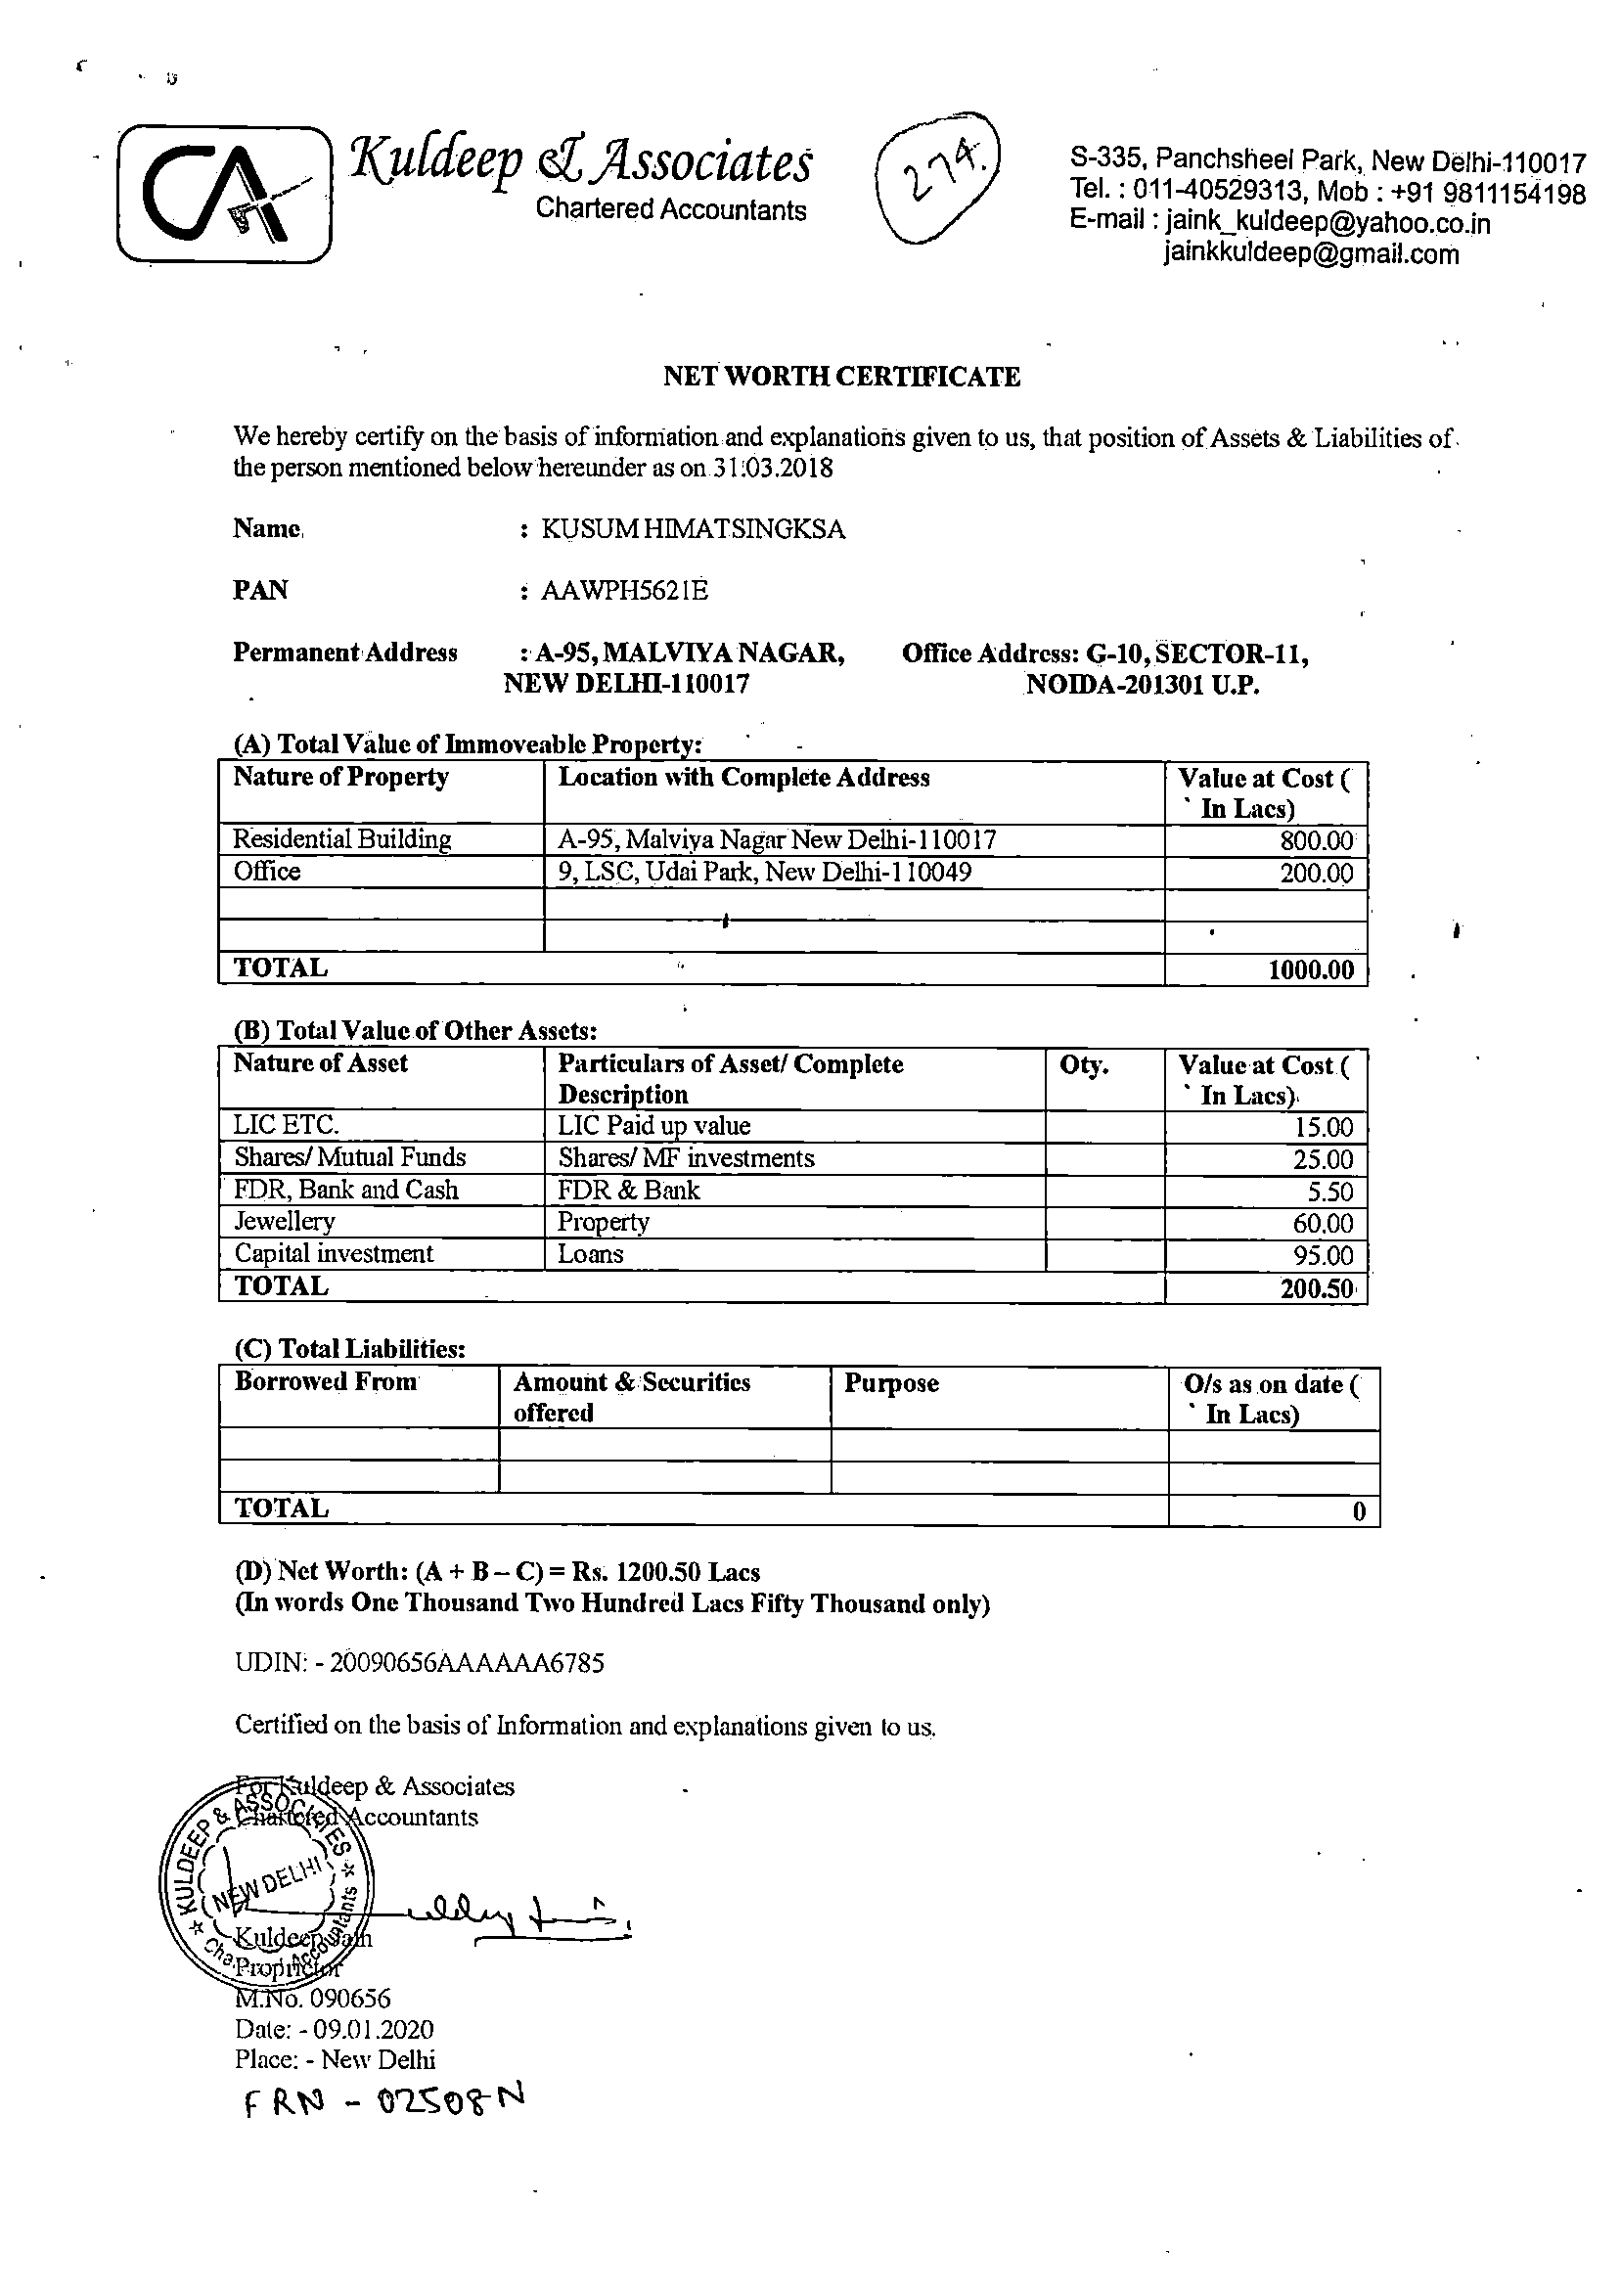 CA
Kuldeep & Associates
Chartered Accountants
274.
S-335, Panchsheel Park, New Delhi-110017
Tel. : 011-40529313, Mob : +91 9811154198
E-mail : jaink_kuldeep@yahoo.co.in
jainkkuldeep@gmail.com
NET WORTH CERTIFICATE
We hereby certify on the basis of information and explanations given to us, that position of Assets & Liabilities of
the person mentioned below hereunder as on 31.03.2018
Name : KUSUM HIMATSINGKSA
PAN : AAWPH5621E
Permanent Address : A-95, MALVIYA NAGAR, Office Address: G-10, SECTOR-11,
NEW DELHI-110017 NOIDA-201301 U.P.
(A) Total Value of Immoveable Property:
Nature of Property Location with Complete Address Value at Cost (
` In Lacs)
Residential Building A-95, Malviya Nagar New Delhi-110017 800.00
Office 9, LSC, Udai Park, New Delhi-110049 200.00
TOTAL 1000.00
(B) Total Value of Other Assets:
Nature of Asset Particulars of Asset/ Complete Qty. Value at Cost (
Description ` In Lacs)
LIC ETC. LIC Paid up value 15.00
Shares/ Mutual Funds Shares/ MF investments 25.00
FDR, Bank and Cash FDR & Bank 5.50
Jewellery Property 60.00
Capital investment Loans 95.00
TOTAL 200.50
(C) Total Liabilities:
Borrowed From Amount & Securities Purpose O/s as on date (
offered ` In Lacs)
TOTAL 0
(D) Net Worth: (A + B – C) = Rs. 1200.50 Lacs
(In words One Thousand Two Hundred Lacs Fifty Thousand only)
UDIN: - 20090656AAAAAA6785
Certified on the basis of Information and explanations given to us.
For Kuldeep & Associates
Chartered Accountants
KULDEEP & ASSOCIATES
NEW DELHI
Kuldeep Jain
Proprietor
M.No. 090656
Date: - 09.01.2020
Place: - New Delhi
FRN - 02508N